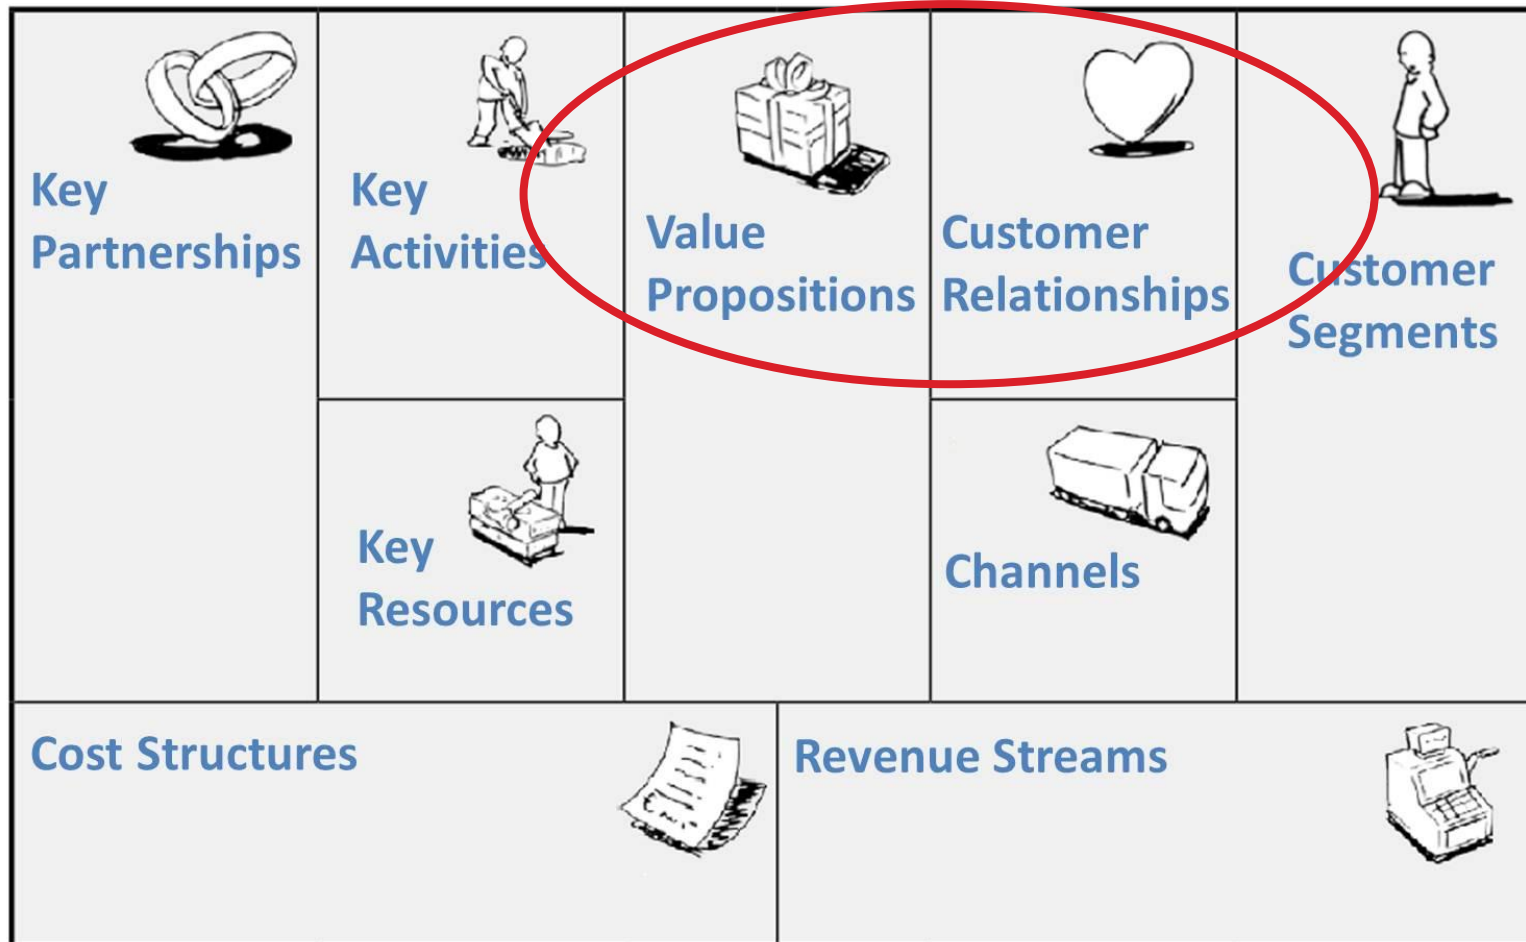 Key
Partnerships
Key
Activities
Key
Resources
Value
Propositions
Customer
Relationships
Channels
Customer
Segments
Cost Structures
Revenue Streams